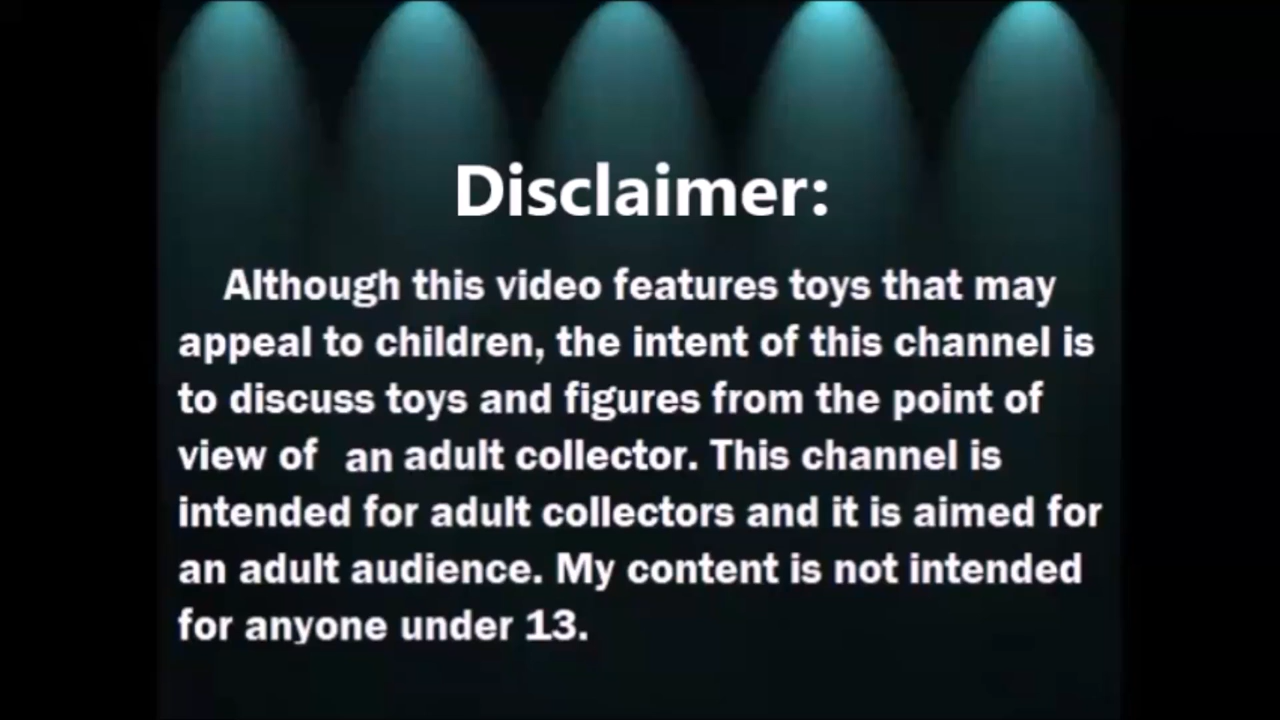 Disclaimer:
Although this video features toys that may
appeal to children, the intent of this channel is
to discuss toys and figures from the point of
view of an adult collector. This channel is
intended for adult collectors and it is aimed for
an adult audience. My content is not intended
for anyone under 13.